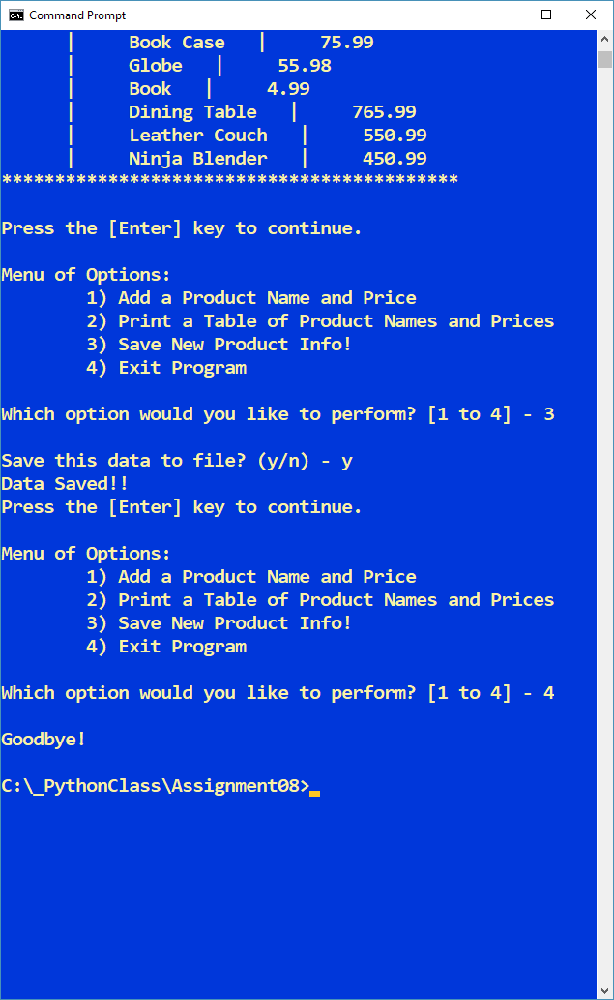 Command Prompt
|     Book Case   |     75.99
|     Globe   |     55.98
|     Book   |     4.99
|     Dining Table   |     765.99
|     Leather Couch   |     550.99
|     Ninja Blender   |     450.99
*******************************************
Press the [Enter] key to continue.
Menu of Options:
1) Add a Product Name and Price
2) Print a Table of Product Names and Prices
3) Save New Product Info!
4) Exit Program
Which option would you like to perform? [1 to 4] - 3
Save this data to file? (y/n) - y
Data Saved!!
Press the [Enter] key to continue.
Menu of Options:
1) Add a Product Name and Price
2) Print a Table of Product Names and Prices
3) Save New Product Info!
4) Exit Program
Which option would you like to perform? [1 to 4] - 4
Goodbye!
C:\_PythonClass\Assignment08>